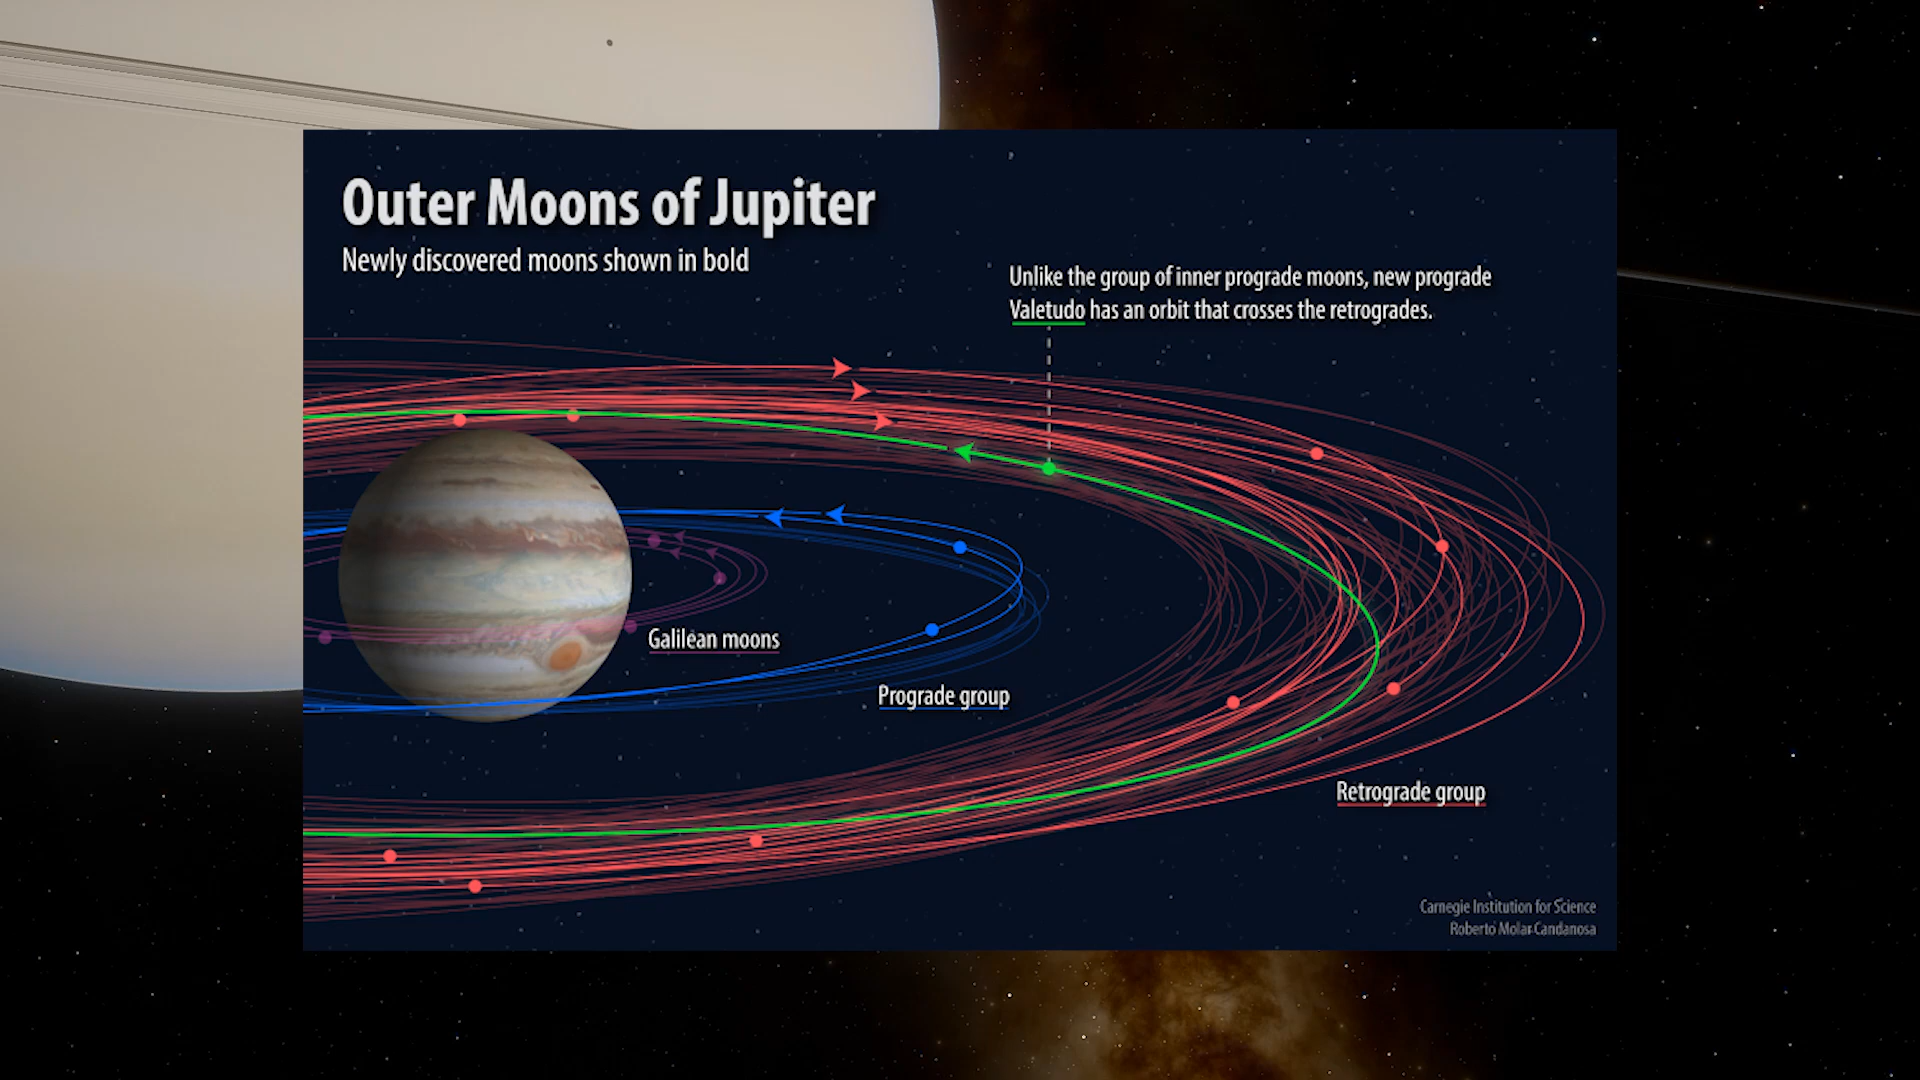 Outer Moons of Jupiter
Newly discovered moons shown in bold
Unlike the group of inner prograde moons, new prograde
Valetudo has an orbit that crosses the retrogrades.
Galilean moons
Prograde group
Retrograde group
Carnegie Institution for Science
Roberto Molar Candanosa